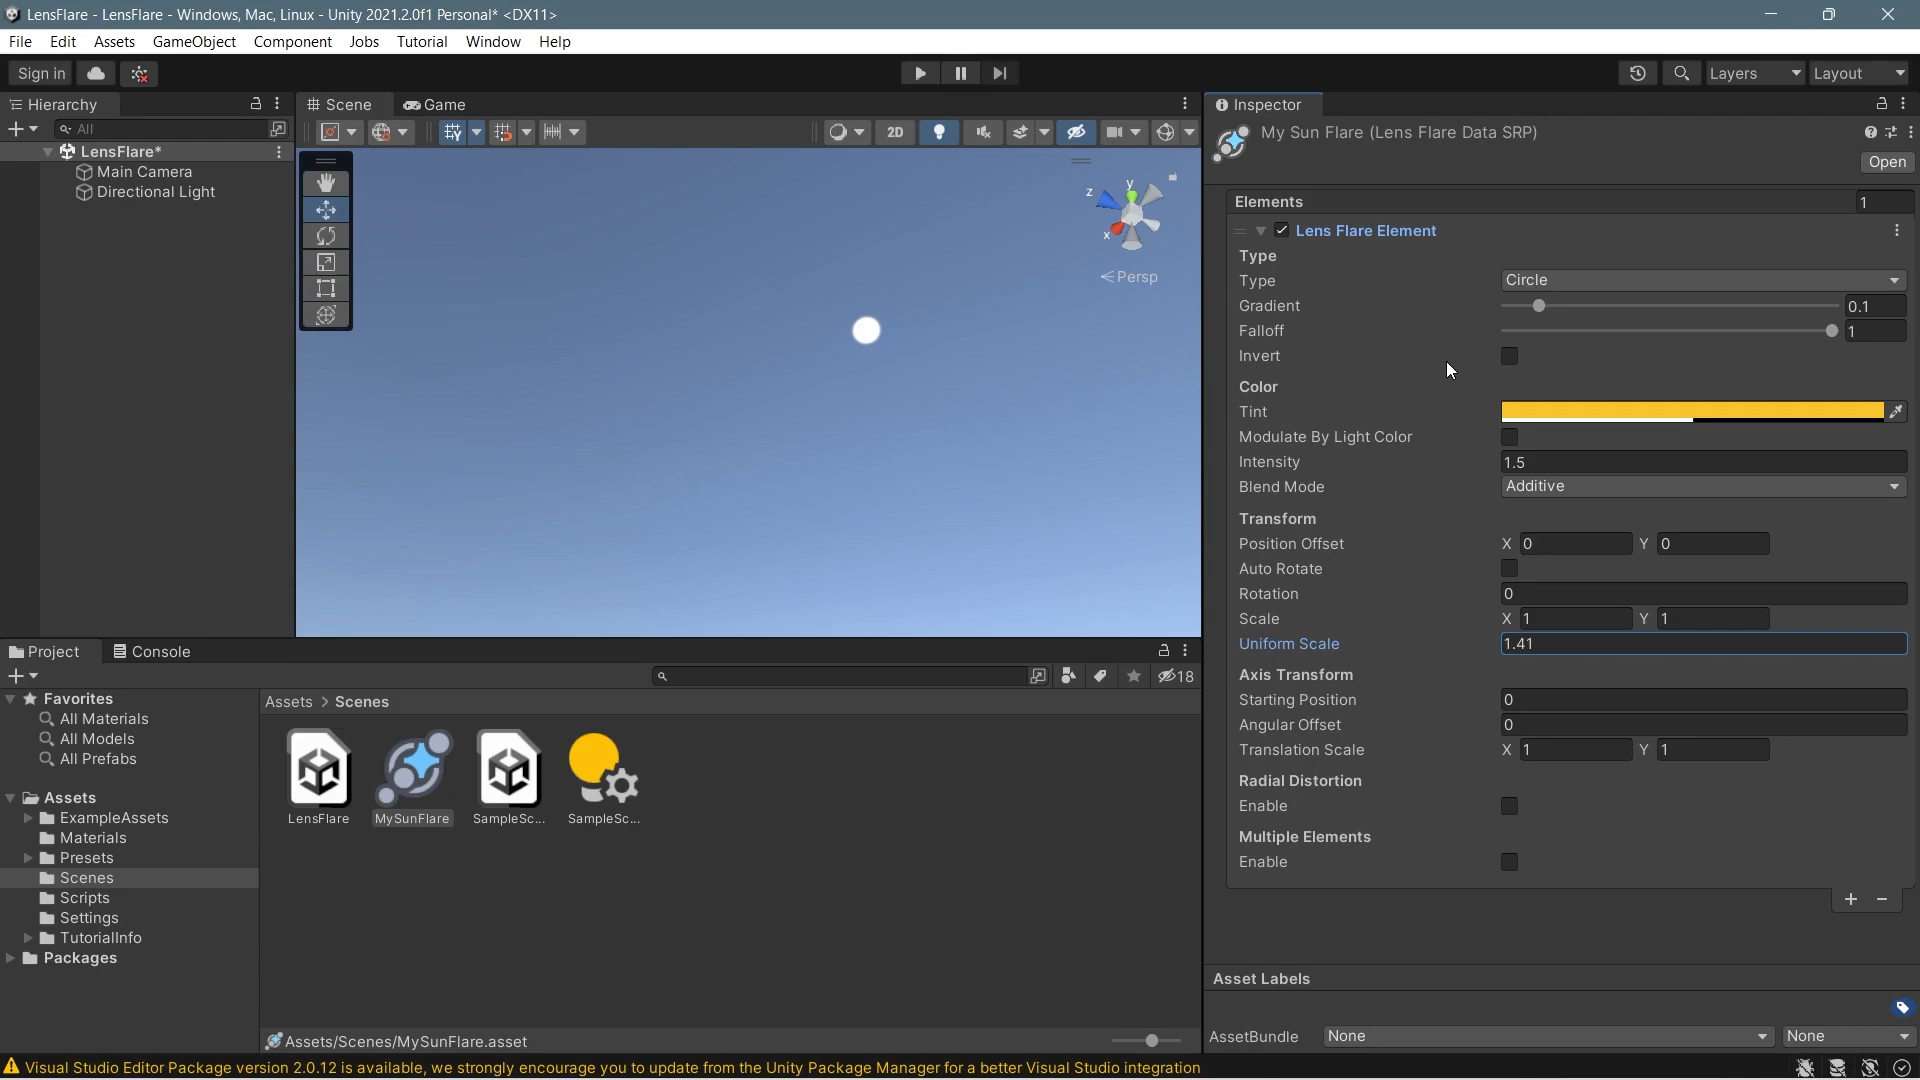 LensFlare - LensFlare - Windows, Mac, Linux - Unity 2021.2.0f1 Personal* <DX11>
File Edit Assets GameObject Component Jobs Tutorial Window Help
Sign in Layers Layout
Hierarchy
All
LensFlare*
Main Camera
Directional Light
Scene Game
2D
y
z
x
Persp
Inspector
My Sun Flare (Lens Flare Data SRP)
Open
Elements 1
Lens Flare Element
Type
Type Circle
Gradient 0.1
Falloff 1
Invert
Color
Tint
Modulate By Light Color
Intensity 1.5
Blend Mode Additive
Transform
Position Offset X 0 Y 0
Auto Rotate
Rotation 0
Scale X 1 Y 1
Uniform Scale 1.41
Axis Transform
Starting Position 0
Angular Offset 0
Translation Scale X 1 Y 1
Radial Distortion
Enable
Multiple Elements
Enable
Asset Labels
AssetBundle None None
Project Console
18
Favorites
All Materials
All Models
All Prefabs
Assets
ExampleAssets
Materials
Presets
Scenes
Scripts
Settings
TutorialInfo
Packages
Assets > Scenes
LensFlare MySunFlare SampleSc... SampleSc...
Assets/Scenes/MySunFlare.asset
Visual Studio Editor Package version 2.0.12 is available, we strongly encourage you to update from the Unity Package Manager for a better Visual Studio integration